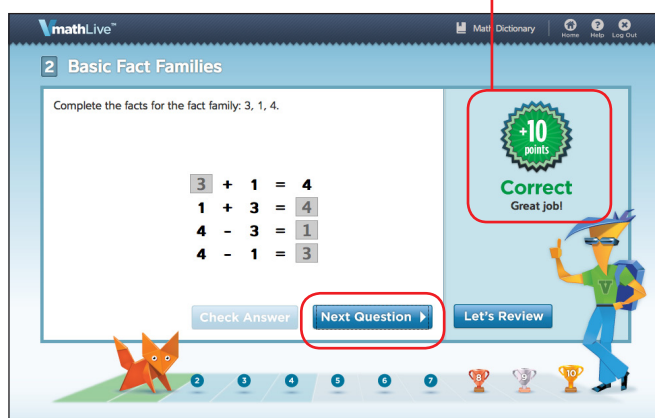 VmathLive™
Math Dictionary
Home Help Log Out
2 Basic Fact Families
Complete the facts for the fact family: 3, 1, 4.
3 + 1 = 4
1 + 3 = 4
4 - 3 = 1
4 - 1 = 3
+10
points
Correct
Great job!
Check Answer
Next Question
Let's Review
V
2 3 4 5 6 7 8 9 10